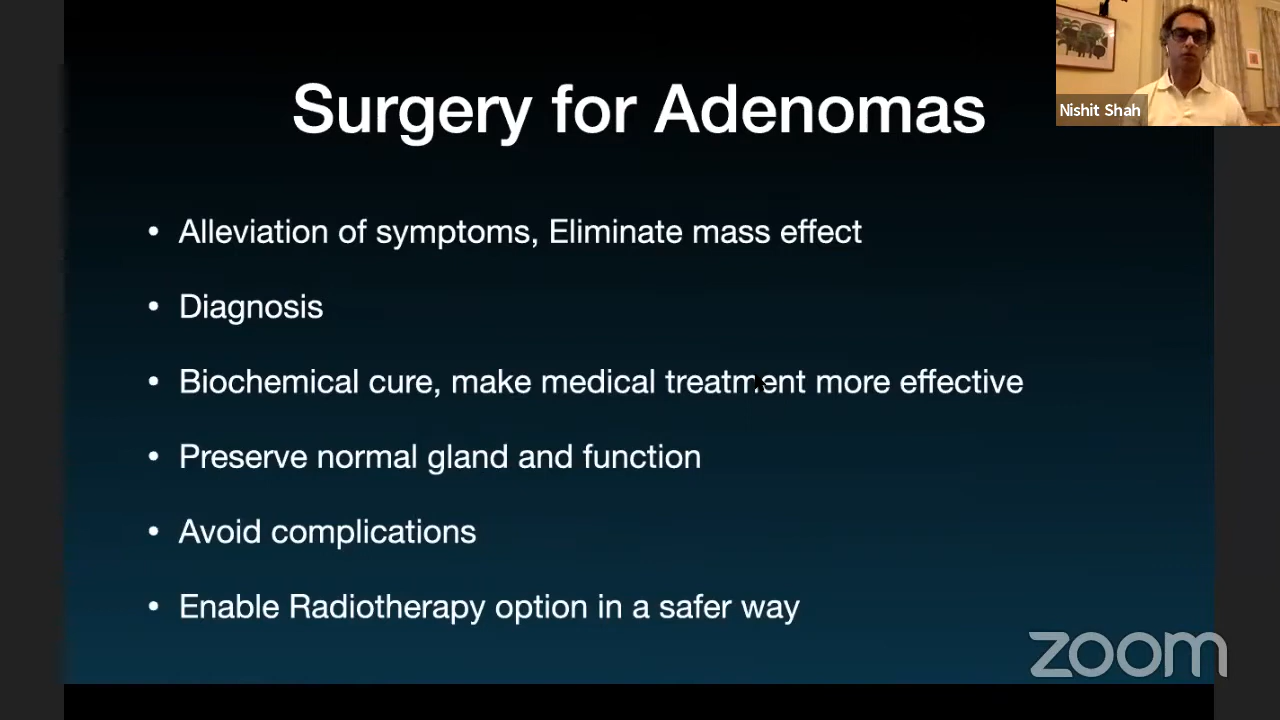 Surgery for Adenomas
Nishit Shah
• Alleviation of symptoms, Eliminate mass effect
• Diagnosis
• Biochemical cure, make medical treatment more effective
• Preserve normal gland and function
• Avoid complications
• Enable Radiotherapy option in a safer way
zoom